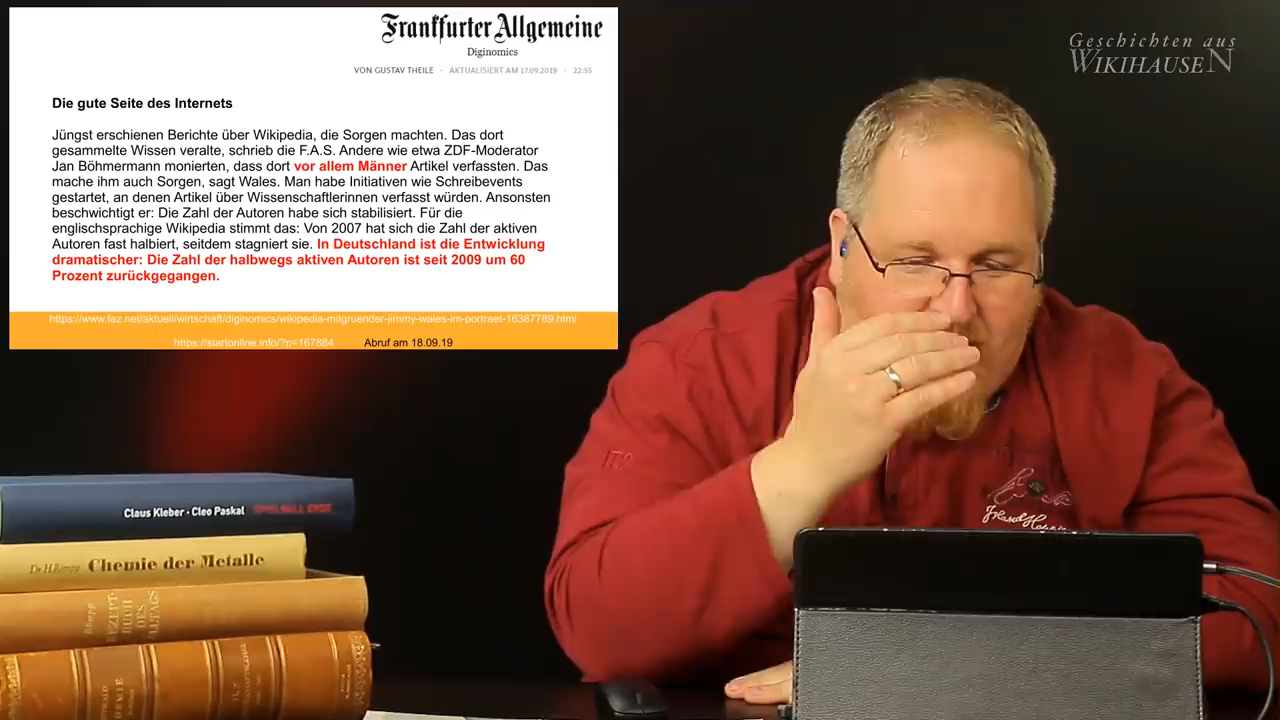 Frankfurter Allgemeine
Diginomics
VON GUSTAV THEILE - AKTUALISIERT AM 17.09.2019 - 22:55
Die gute Seite des Internets
Jüngst erschienen Berichte über Wikipedia, die Sorgen machten. Das dort
gesammelte Wissen veralte, schrieb die F.A.S. Andere wie etwa ZDF-Moderator
Jan Böhmermann monierten, dass dort vor allem Männer Artikel verfassten. Das
mache ihm auch Sorgen, sagt Wales. Man habe Initiativen wie Schreibevents
gestartet, an denen Artikel über Wissenschaftlerinnen verfasst würden. Ansonsten
beschwichtigt er: Die Zahl der Autoren habe sich stabilisiert. Für die
englischsprachige Wikipedia stimmt das: Von 2007 hat sich die Zahl der aktiven
Autoren fast halbiert, seitdem stagniert sie. In Deutschland ist die Entwicklung
dramatischer: Die Zahl der halbwegs aktiven Autoren ist seit 2009 um 60
Prozent zurückgegangen.
https://www.faz.net/aktuell/wirtschaft/diginomics/wikipedia-mitgruender-jimmy-wales-im-portraet-16387789.html
https://startonline.info/?p=167884 Abruf am 18.09.19
Geschichten aus
WIKIHAUSEN
Claus Kleber · Cleo Paskal SPIELBALL ERDE
Chemie der Metalle
REZEPT-
BUCH
DES
ALLTAGS